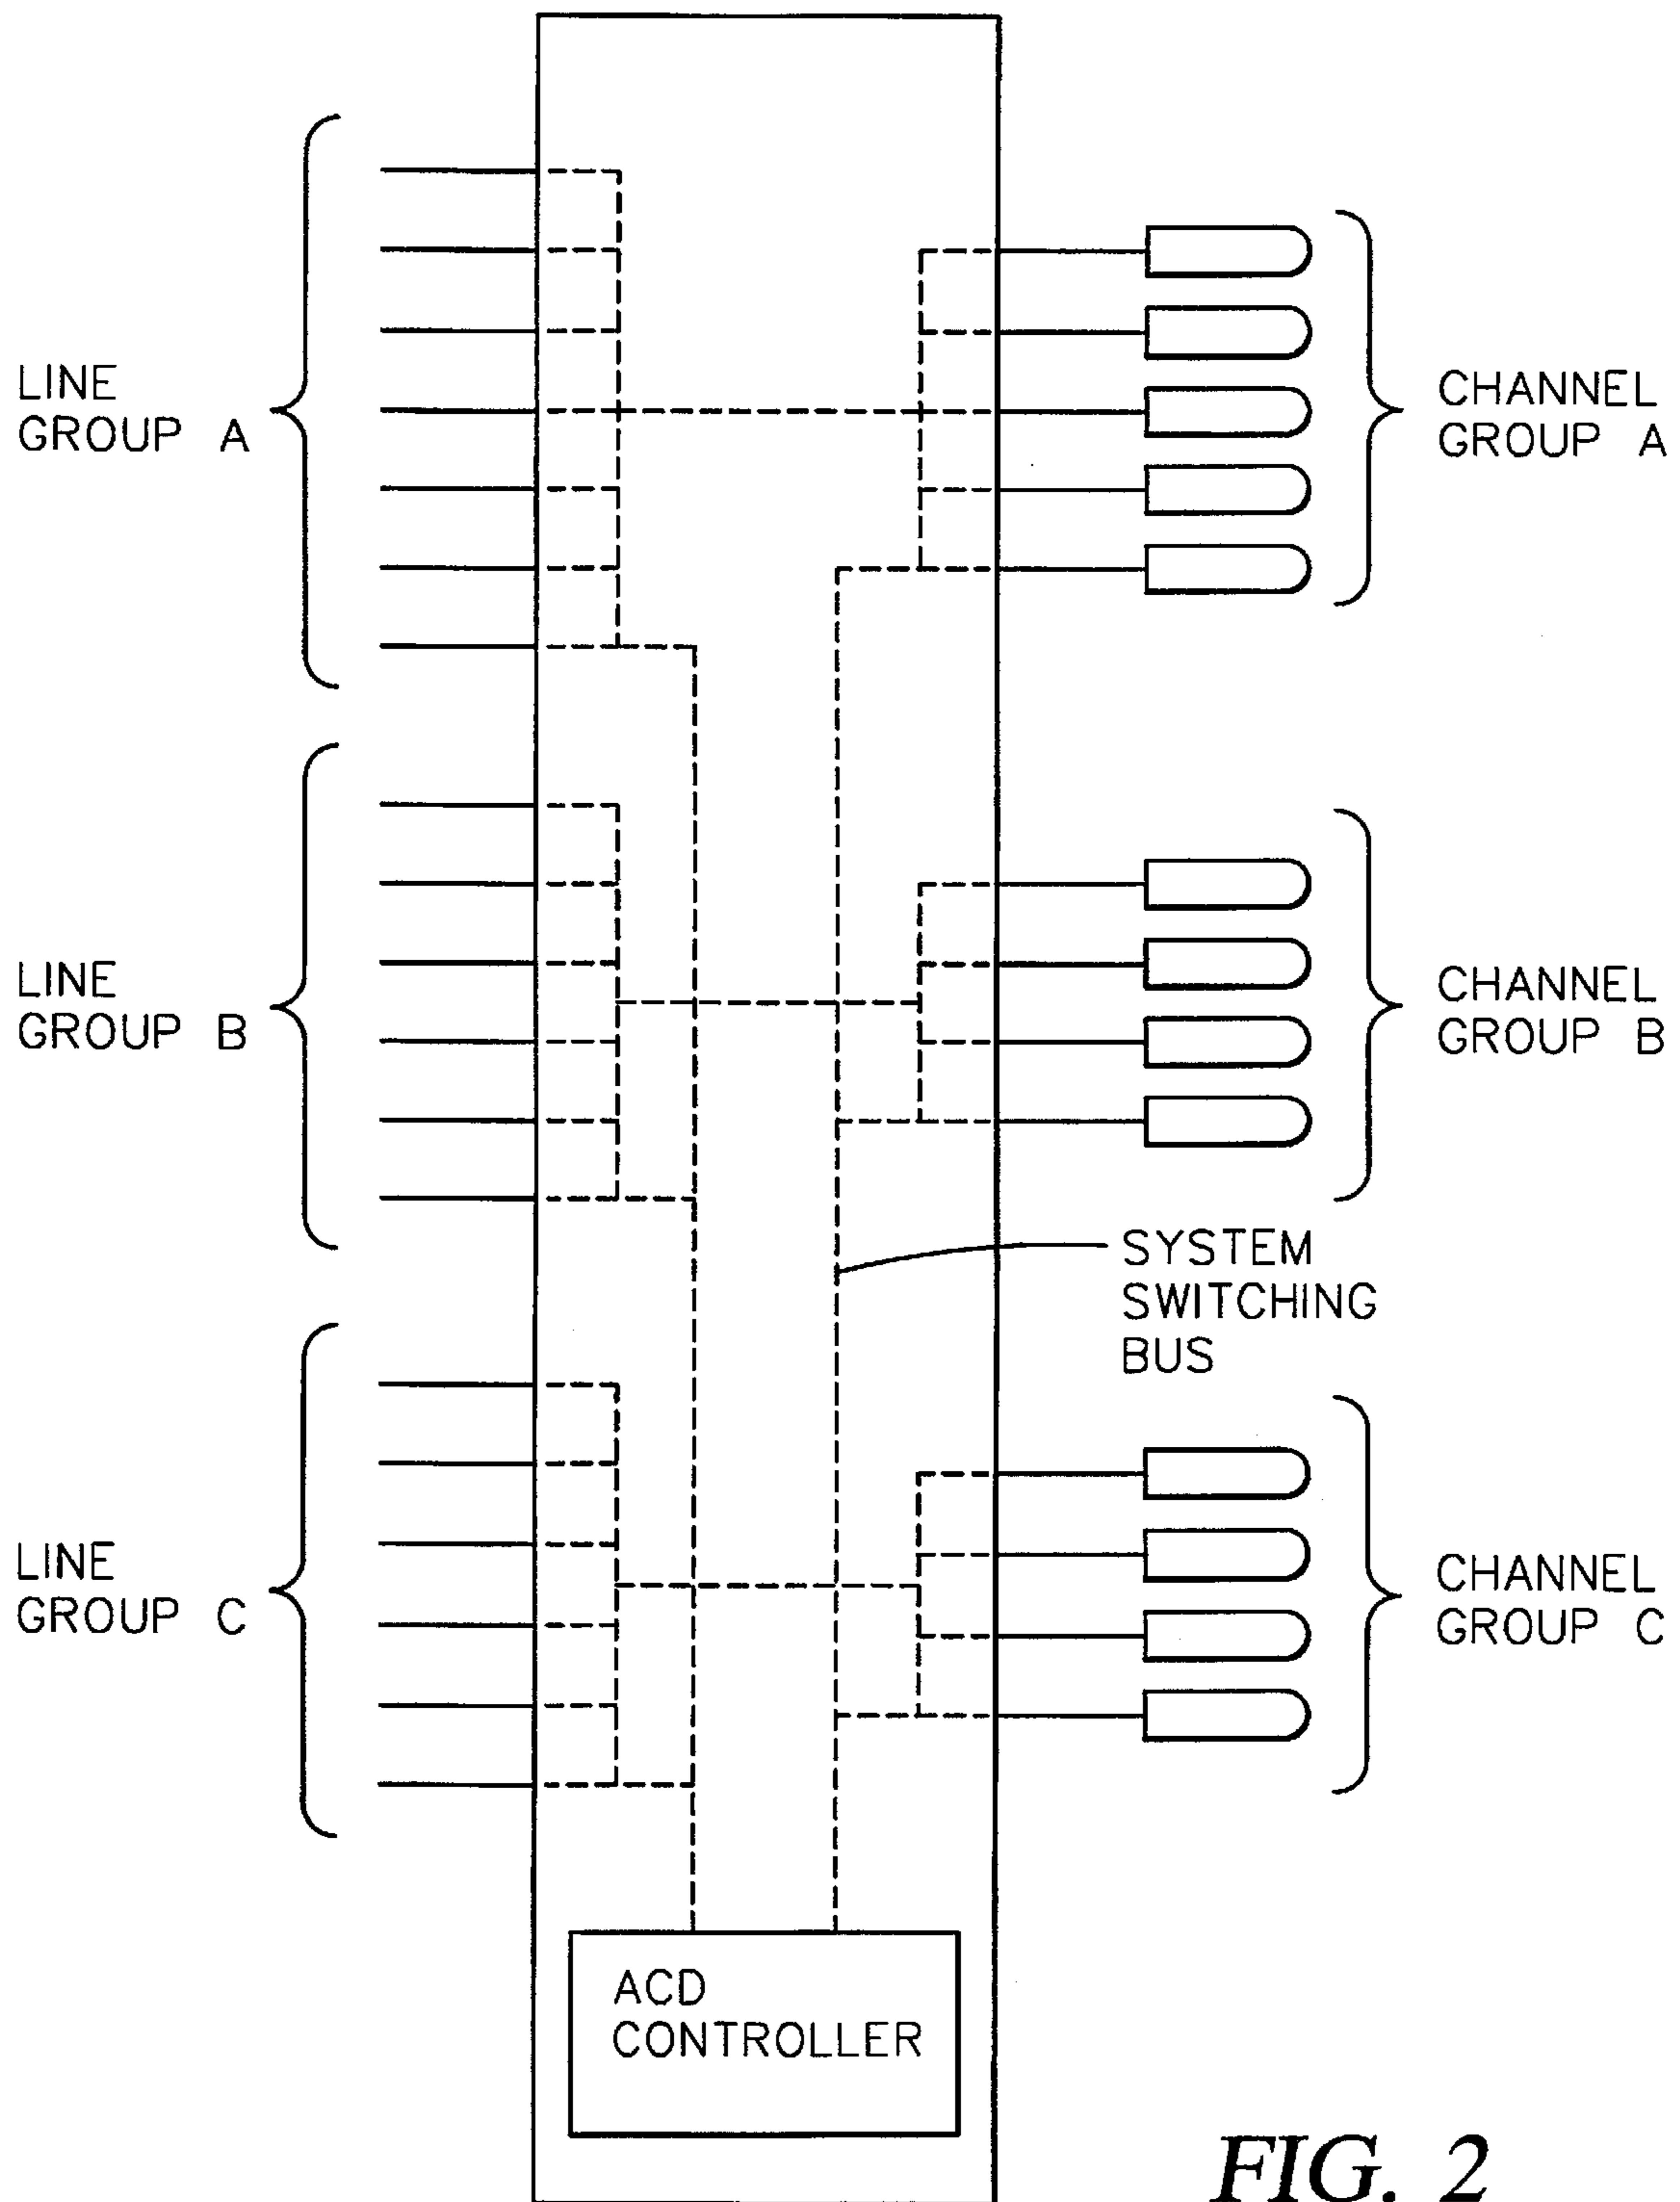 LINE
GROUP A
CHANNEL
GROUP A
LINE
GROUP B
CHANNEL
GROUP B
SYSTEM
SWITCHING
BUS
LINE
GROUP C
CHANNEL
GROUP C
ACD
CONTROLLER
FIG. 2